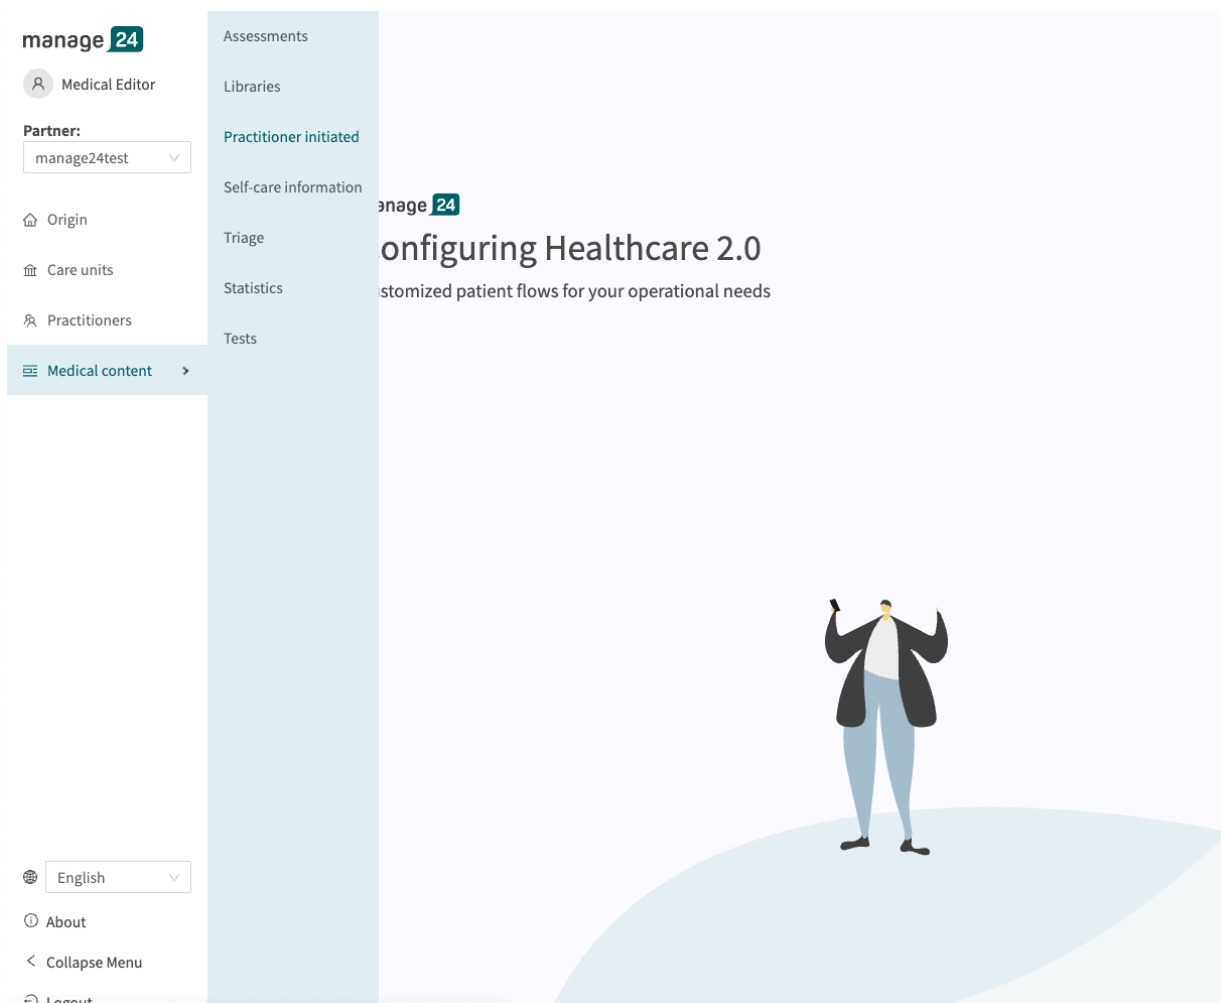 manage 24
Medical Editor
Partner:
manage24test
Origin
Care units
Practitioners
Medical content
English
About
Collapse Menu
Logout
Assessments
Libraries
Practitioner initiated
Self-care information
Triage
Statistics
Tests
anage 24
onfiguring Healthcare 2.0
stomized patient flows for your operational needs